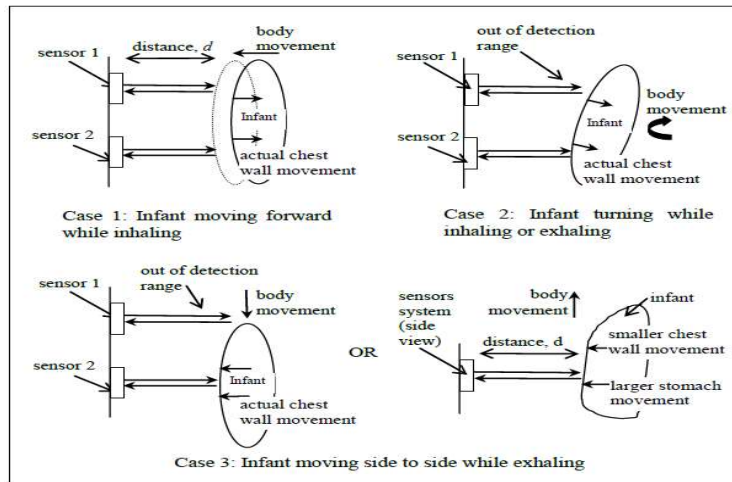 sensor 1
distance, d
body
movement
Infant
sensor 2
actual chest
wall movement
Case 1: Infant moving forward
while inhaling
out of detection
range
sensor 1
body
movement
Infant
sensor 2
actual chest
wall movement
Case 2: Infant turning while
inhaling or exhaling
out of detection
range
sensor 1
body
movement
sensor 2
Infant
actual chest
wall movement
OR
sensors
system
(side
view)
body
movement
distance, d
infant
smaller chest
wall movement
larger stomach
movement
Case 3: Infant moving side to side while exhaling